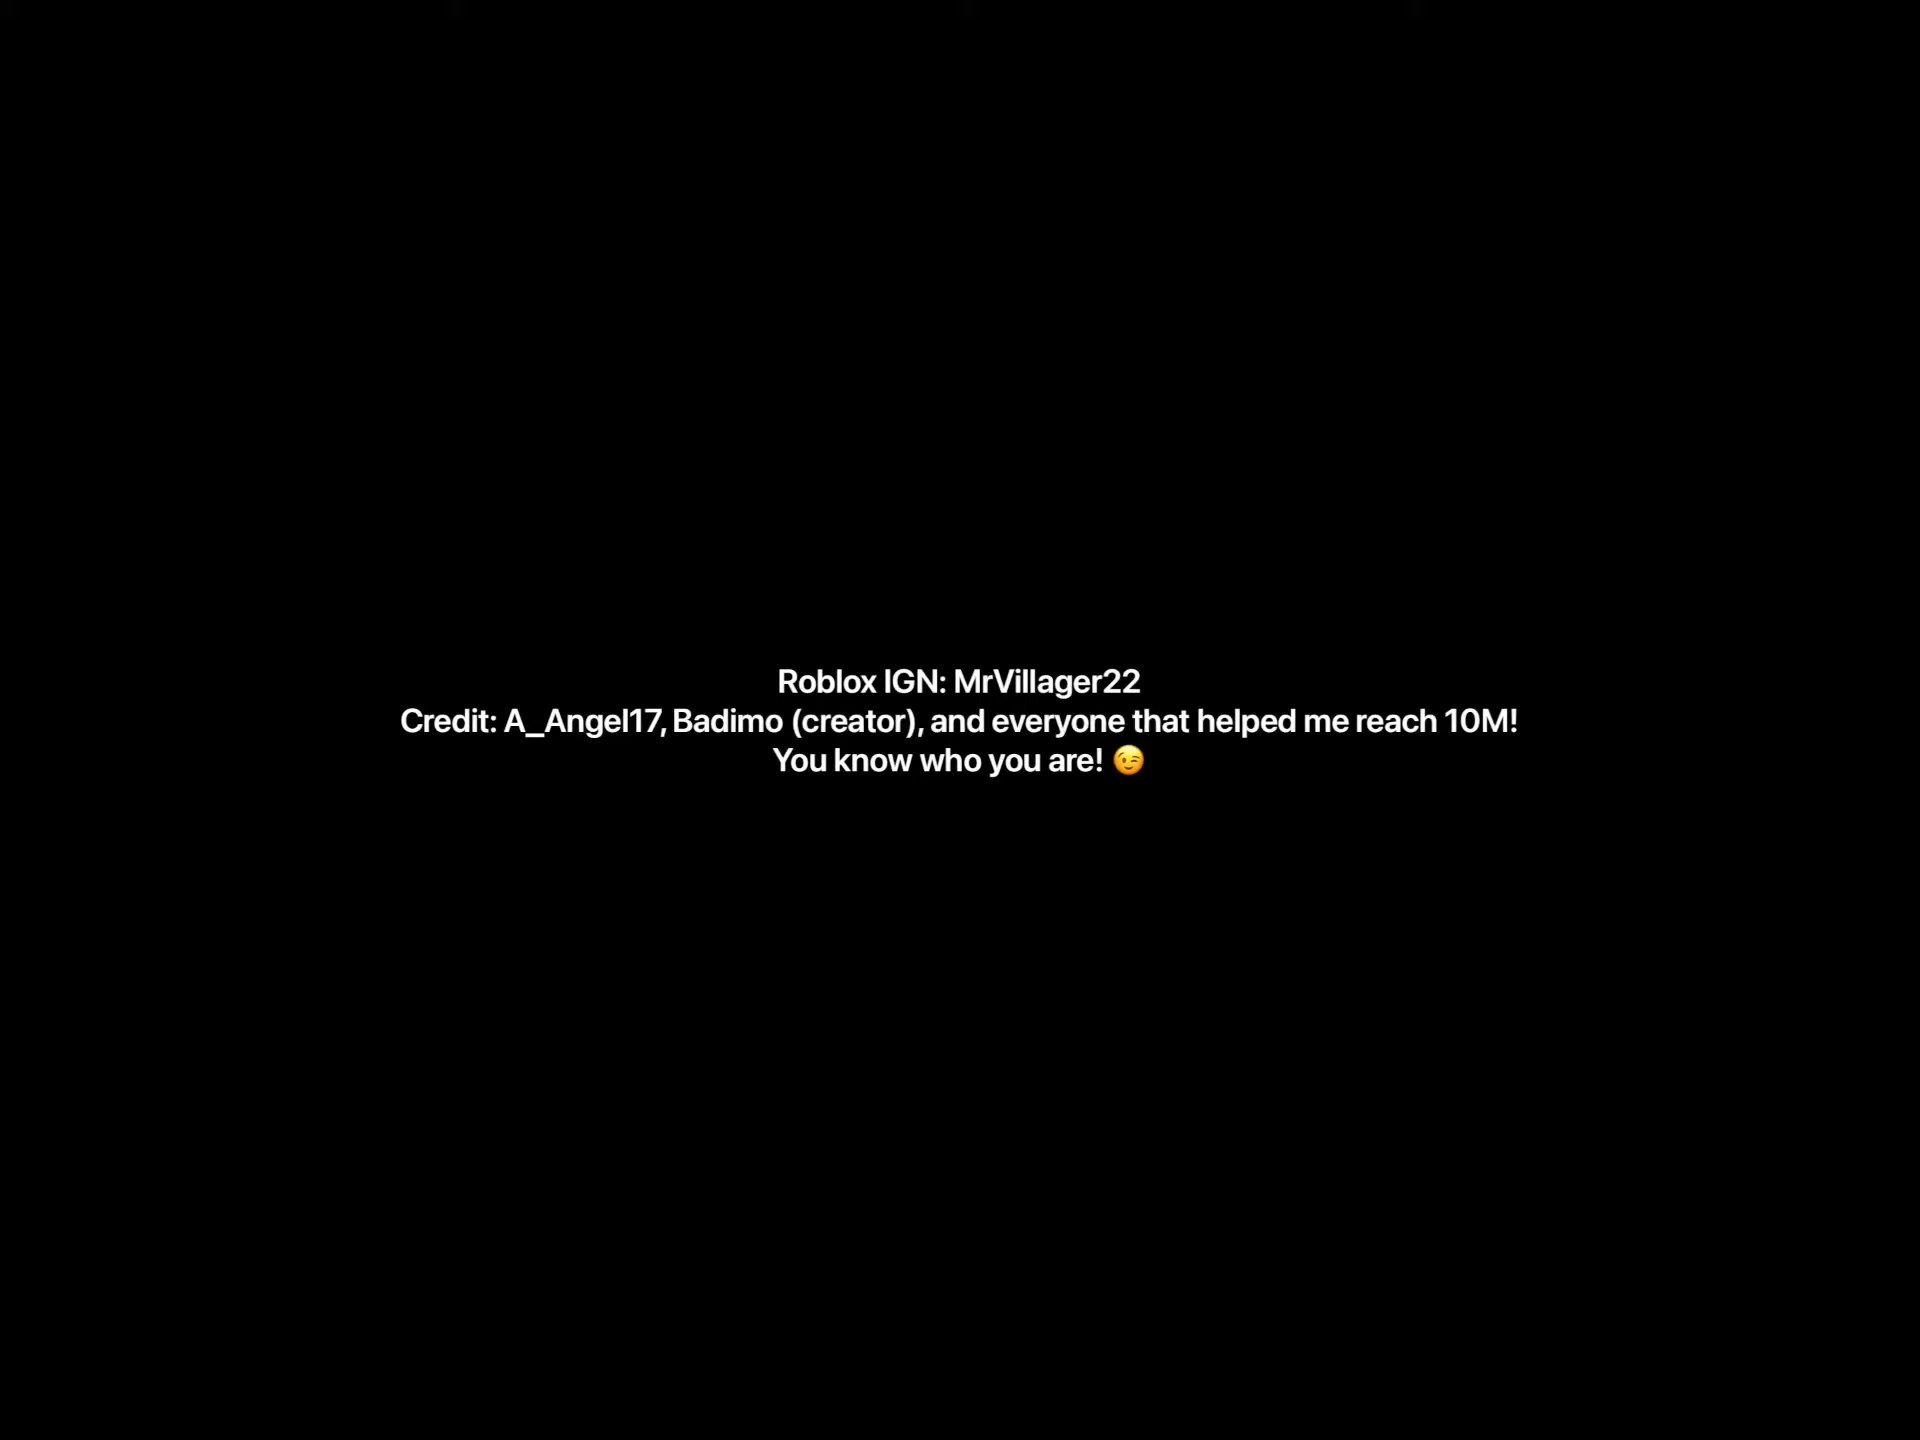 Roblox IGN: MrVillager22
Credit: A_Angel17, Badimo (creator), and everyone that helped me reach 10M!
You know who you are! 😉